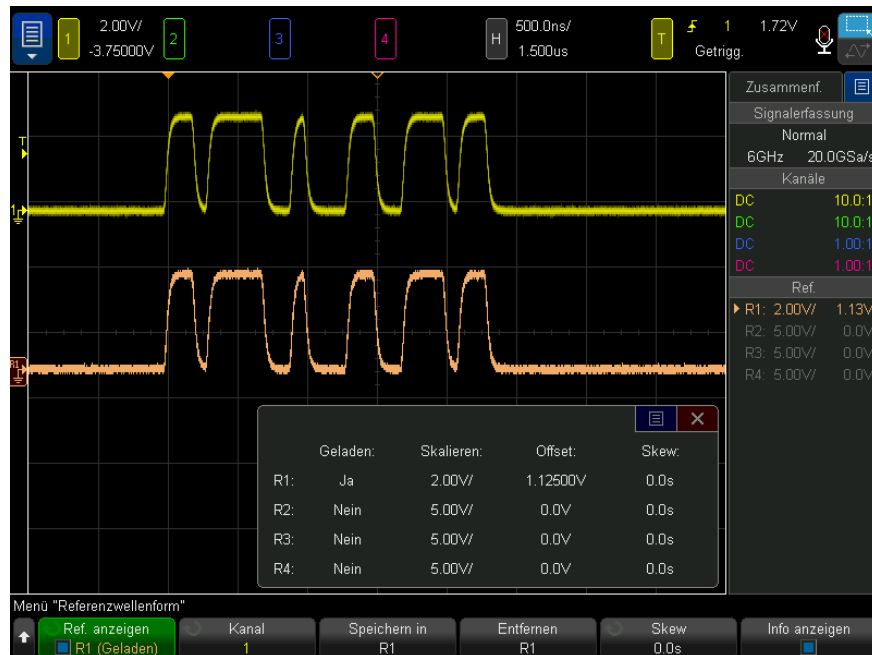 1 2.00V/ 2 3 4 H 500.0ns/ T 1 1.72V
-3.75000V 1.500us Getrigg.
Zusammenf.
Signalerfassung
Normal
6GHz 20.0GSa/s
Kanäle
DC 10.0:1
DC 10.0:1
DC 1.00:1
DC 1.00:1
Ref.
R1: 2.00V/ 1.13V
R2: 5.00V/ 0.0V
R3: 5.00V/ 0.0V
R4: 5.00V/ 0.0V
T
1
R1
Geladen: Skalieren: Offset: Skew:
R1: Ja 2.00V/ 1.12500V 0.0s
R2: Nein 5.00V/ 0.0V 0.0s
R3: Nein 5.00V/ 0.0V 0.0s
R4: Nein 5.00V/ 0.0V 0.0s
Menü "Referenzwellenform"
Ref. anzeigen Kanal Speichern in Entfernen Skew Info anzeigen
R1 (Geladen) 1 R1 R1 0.0s